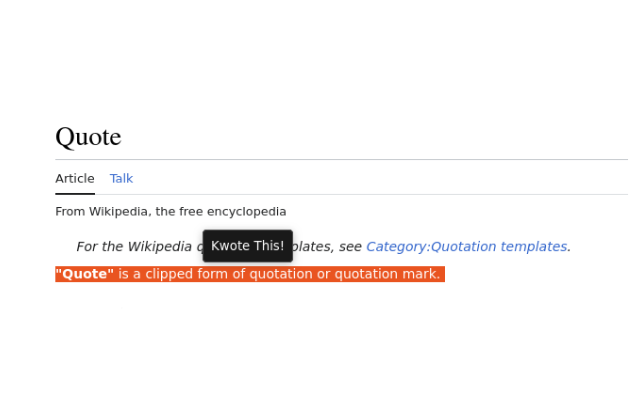 Quote
Article Talk
From Wikipedia, the free encyclopedia
For the Wikipedia plates, see Category:Quotation templates.
Kwote This!
"Quote" is a clipped form of quotation or quotation mark.